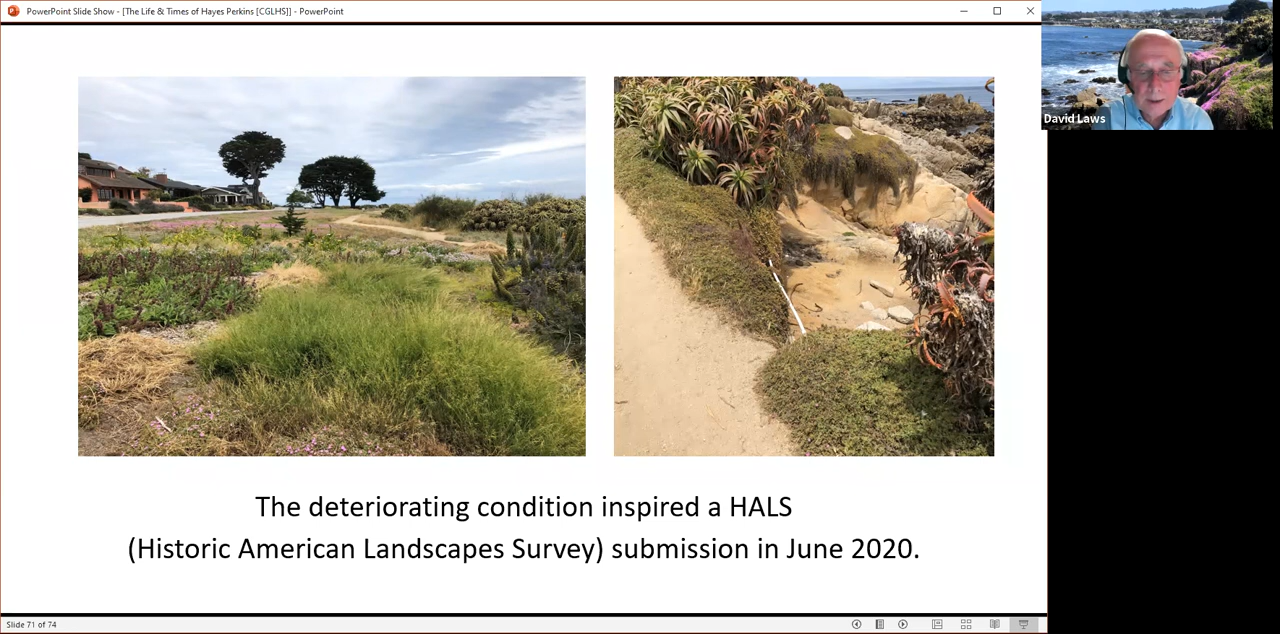 PowerPoint Slide Show - [The Life & Times of Hayes Perkins [CGLHS]] - PowerPoint
David Laws
The deteriorating condition inspired a HALS
(Historic American Landscapes Survey) submission in June 2020.
Slide 71 of 74